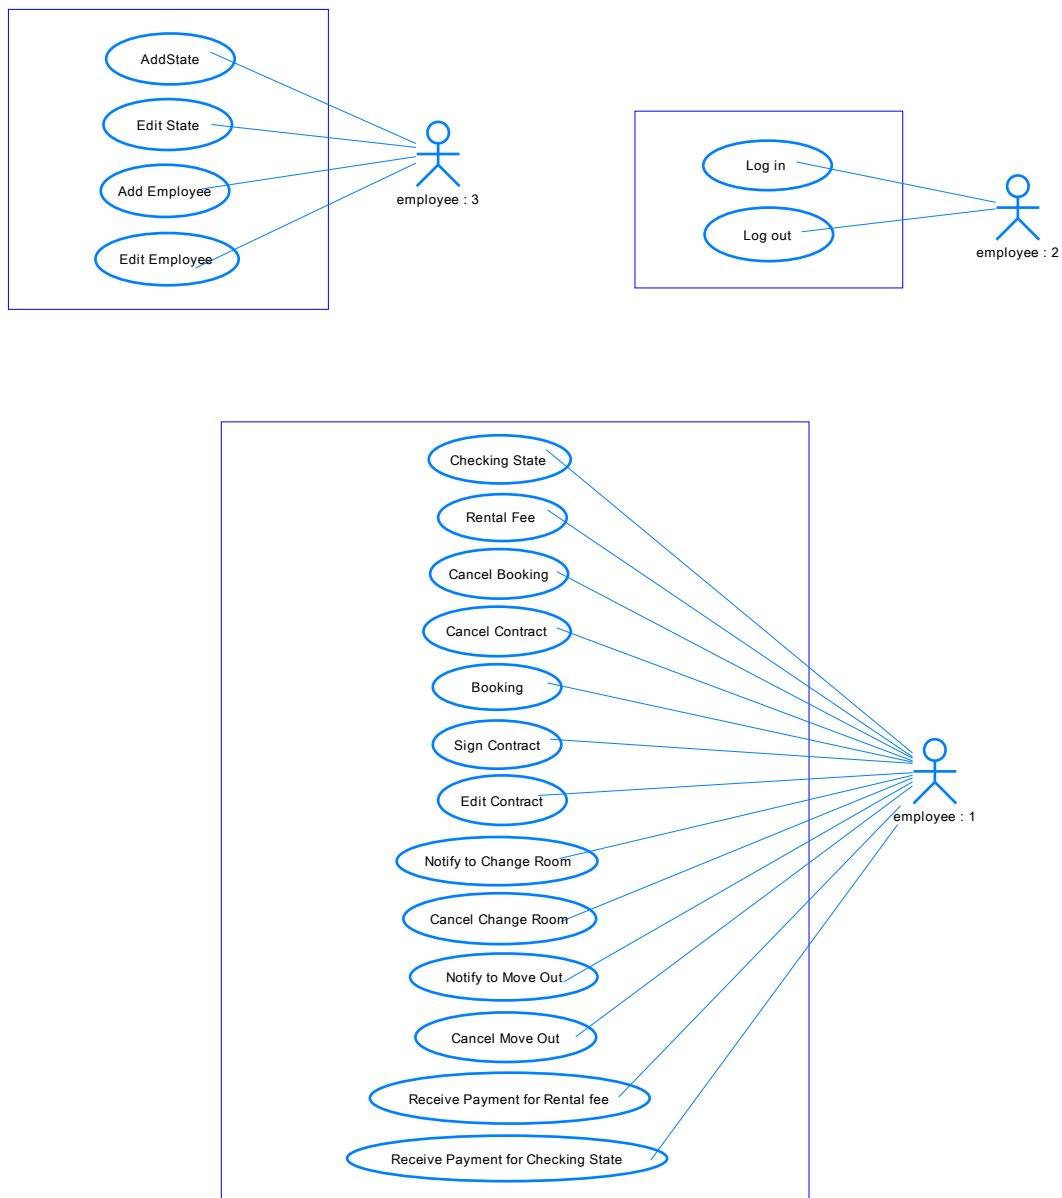 AddState
Edit State
Add Employee
Edit Employee
employee : 3
Log in
Log out
employee : 2
Checking State
Rental Fee
Cancel Booking
Cancel Contract
Booking
Sign Contract
Edit Contract
Notify to Change Room
Cancel Change Room
Notify to Move Out
Cancel Move Out
Receive Payment for Rental fee
Receive Payment for Checking State
employee : 1